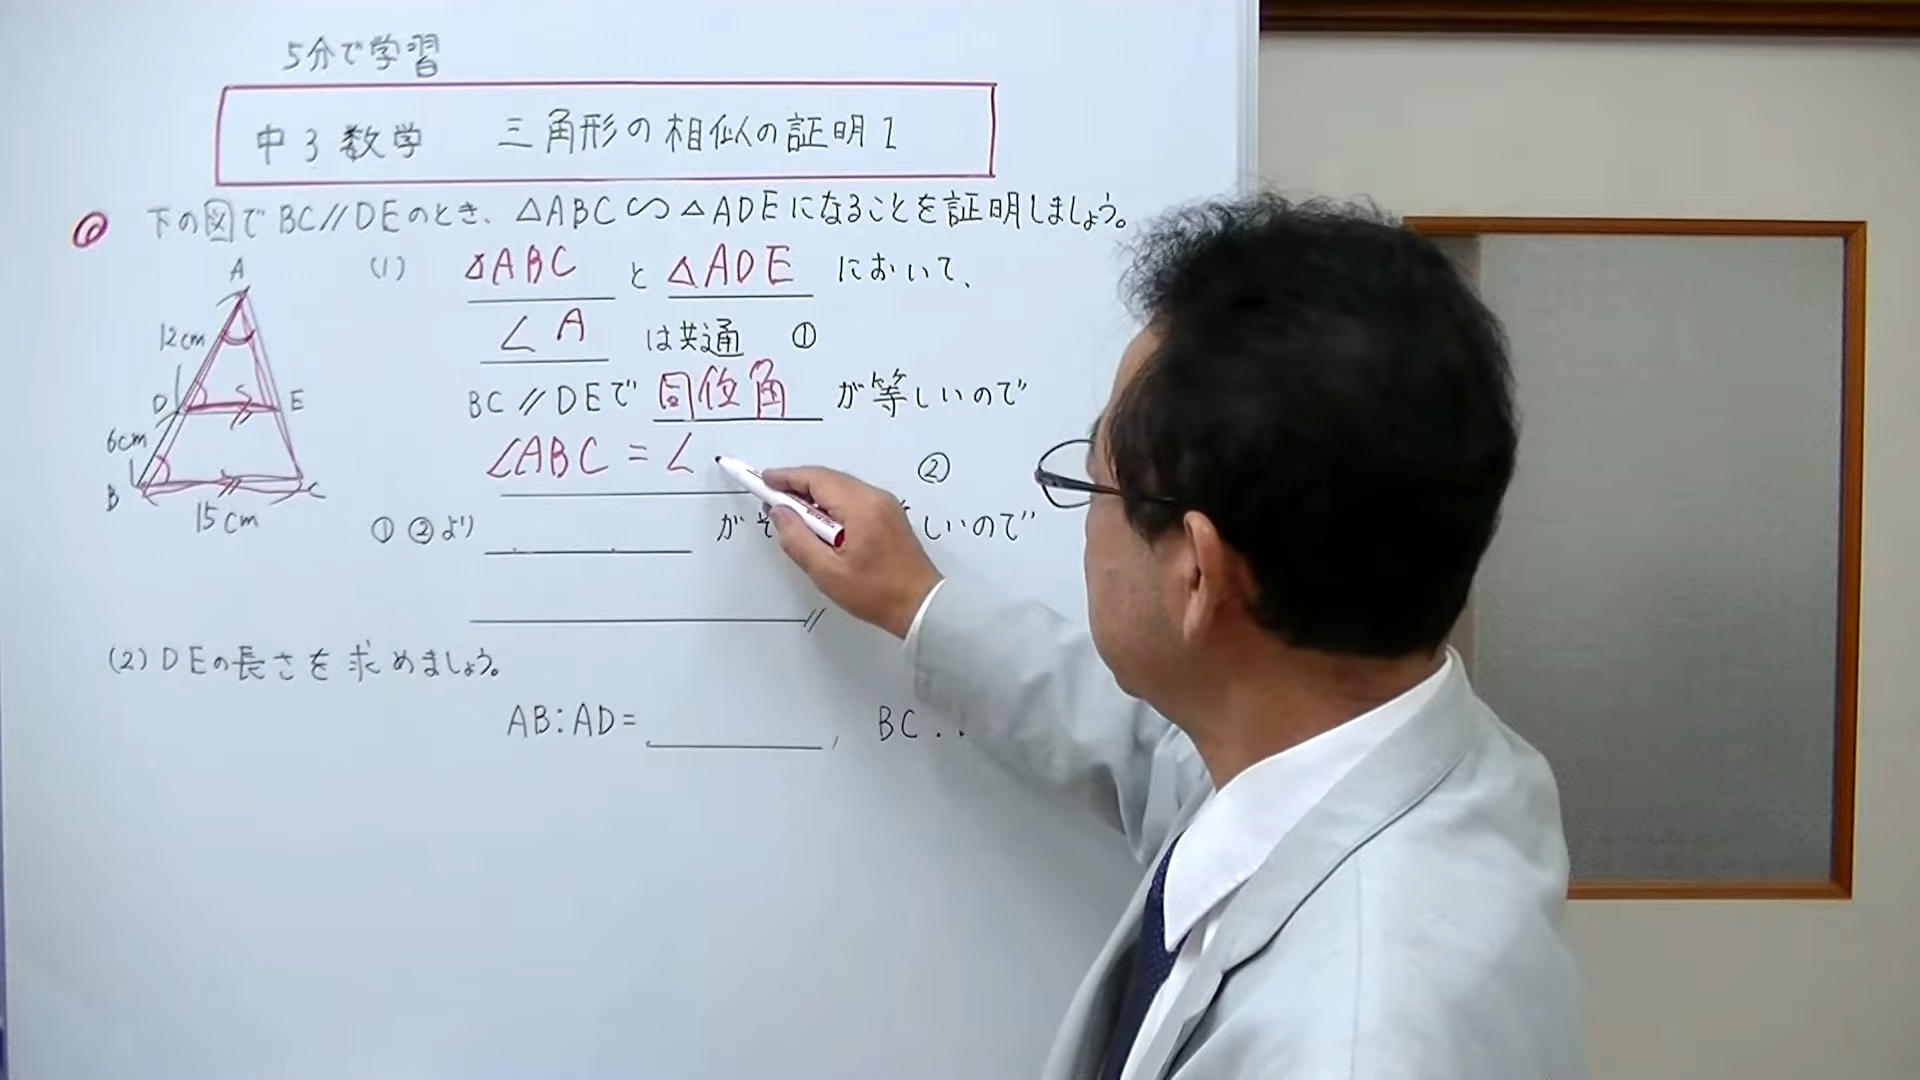 5分で学習
中3数学 三角形の相似の証明1
下の図でBC//DEのとき、△ABC∽△ADEになることを証明しましょう。
A
12cm
D E
6cm
B C
15cm
(1) △ABC と △ADE において、
∠A は共通 ①
BC//DEで 同位角 が等しいので
∠ABC=∠ ②
①②より が しいので
(2)DEの長さを求めましょう。
AB:AD= , BC